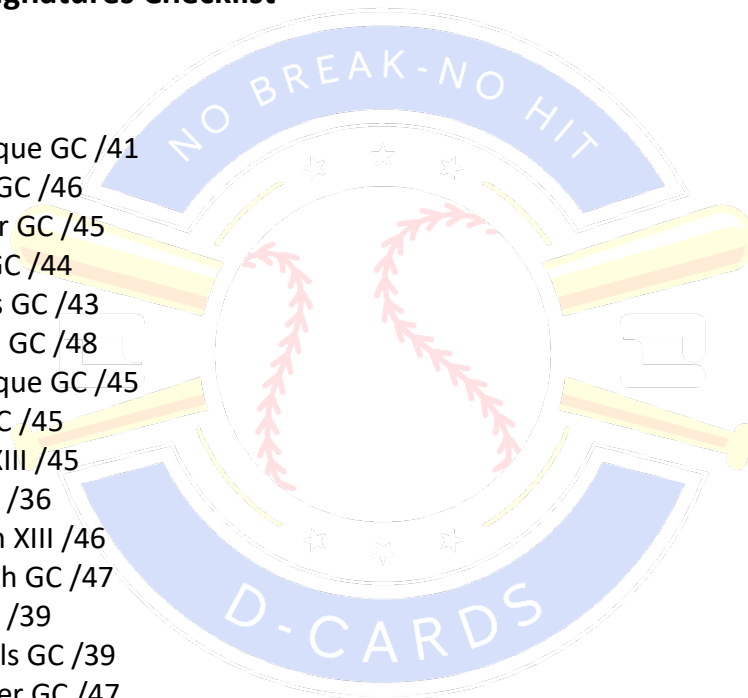 gnatures Checklist
que GC /41
GC /46
r GC /45
GC /44
s GC /43
GC /48
que GC /45
C /45
XIII /45
/36
n XIII /46
h GC /47
/39
ls GC /39
er GC /47
NO BREAK-NO HIT
D-CARDS